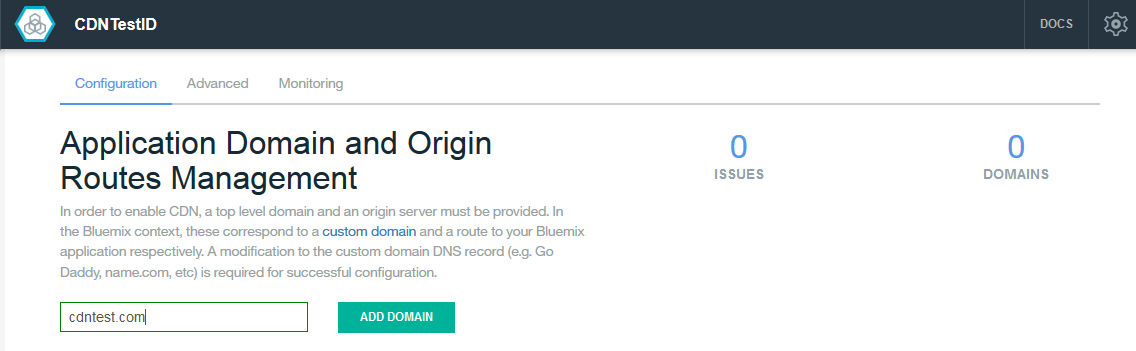 CDNTestID
DOCS
Configuration Advanced Monitoring
Application Domain and Origin
Routes Management
0
ISSUES
0
DOMAINS
In order to enable CDN, a top level domain and an origin server must be provided. In
the Bluemix context, these correspond to a custom domain and a route to your Bluemix
application respectively. A modification to the custom domain DNS record (e.g. Go
Daddy, name.com, etc) is required for successful configuration.
cdntest.com
ADD DOMAIN